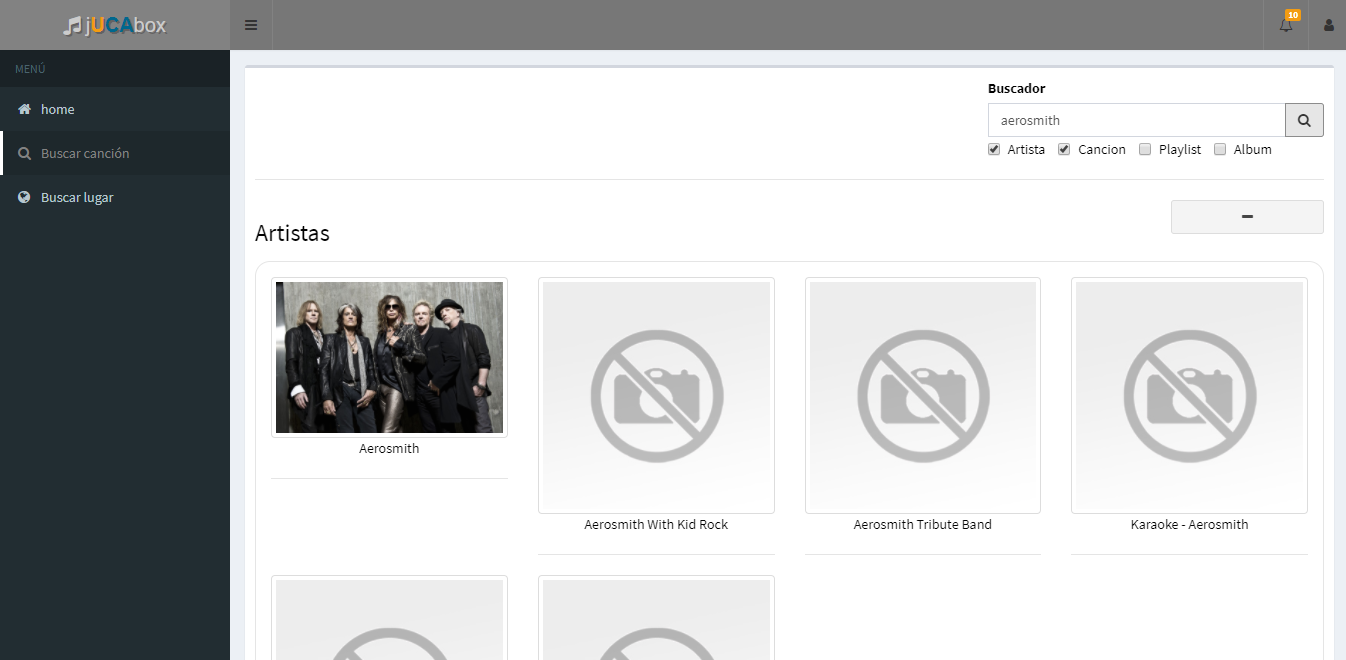 jUCAbox
10
MENÚ
home
Buscar canción
Buscar lugar
Buscador
aerosmith
Artista Cancion Playlist Album
Artistas
Aerosmith
Aerosmith With Kid Rock
Aerosmith Tribute Band
Karaoke - Aerosmith